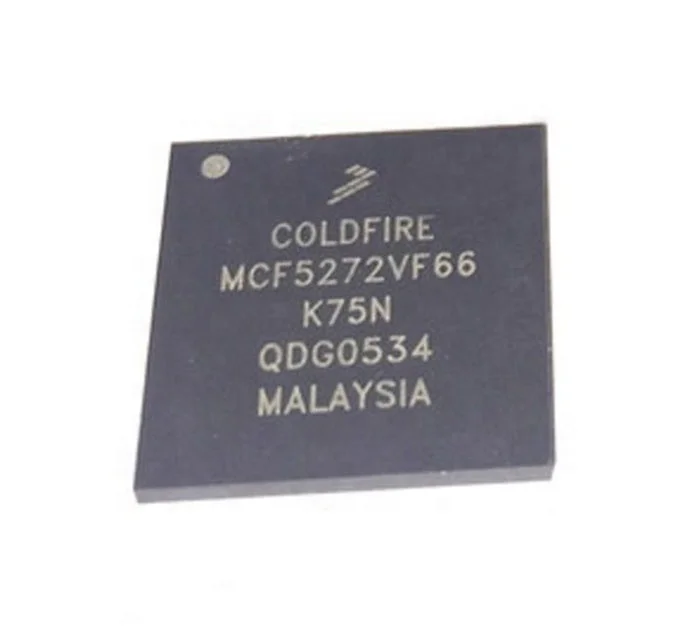 COLDFIRE
MCF5272VF66
K75N
QDG0534
MALAYSIA